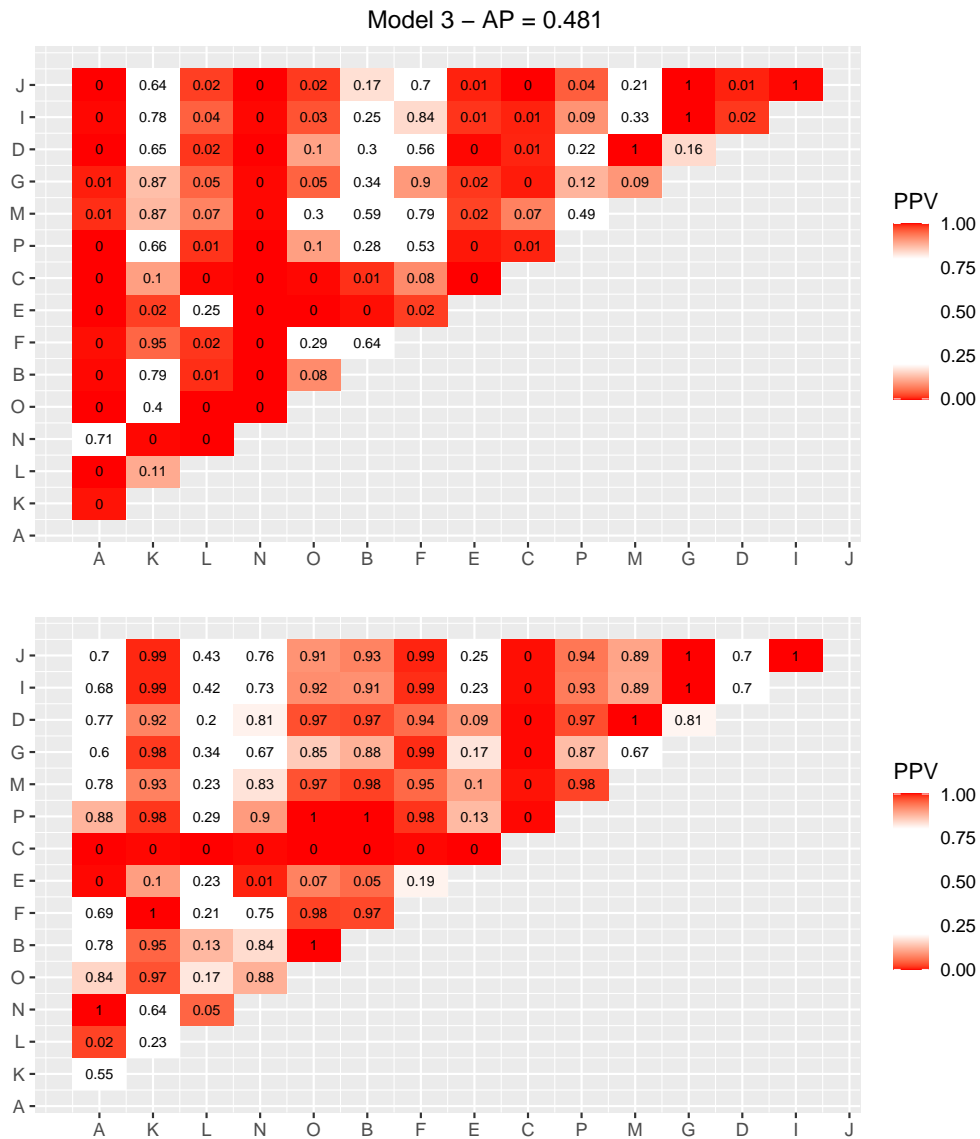 Model 3 − AP = 0.481
J 0 0.64 0.02 0 0.02 0.17 0.7 0.01 0 0.04 0.21 1 0.01 1
I 0 0.78 0.04 0 0.03 0.25 0.84 0.01 0.01 0.09 0.33 1 0.02
D 0 0.65 0.02 0 0.1 0.3 0.56 0 0.01 0.22 1 0.16
G 0.01 0.87 0.05 0 0.05 0.34 0.9 0.02 0 0.12 0.09
M 0.01 0.87 0.07 0 0.3 0.59 0.79 0.02 0.07 0.49
P 0 0.66 0.01 0 0.1 0.28 0.53 0 0.01
C 0 0.1 0 0 0 0.01 0.08 0
E 0 0.02 0.25 0 0 0 0.02
F 0 0.95 0.02 0 0.29 0.64
B 0 0.79 0.01 0 0.08
O 0 0.4 0 0
N 0.71 0 0
L 0 0.11
K 0
A
A K L N O B F E C P M G D I J
PPV
1.00
0.75
0.50
0.25
0.00
J 0.7 0.99 0.43 0.76 0.91 0.93 0.99 0.25 0 0.94 0.89 1 0.7 1
I 0.68 0.99 0.42 0.73 0.92 0.91 0.99 0.23 0 0.93 0.89 1 0.7
D 0.77 0.92 0.2 0.81 0.97 0.97 0.94 0.09 0 0.97 1 0.81
G 0.6 0.98 0.34 0.67 0.85 0.88 0.99 0.17 0 0.87 0.67
M 0.78 0.93 0.23 0.83 0.97 0.98 0.95 0.1 0 0.98
P 0.88 0.98 0.29 0.9 1 1 0.98 0.13 0
C 0 0 0 0 0 0 0 0
E 0 0.1 0.23 0.01 0.07 0.05 0.19
F 0.69 1 0.21 0.75 0.98 0.97
B 0.78 0.95 0.13 0.84 1
O 0.84 0.97 0.17 0.88
N 1 0.64 0.05
L 0.02 0.23
K 0.55
A
A K L N O B F E C P M G D I J
PPV
1.00
0.75
0.50
0.25
0.00